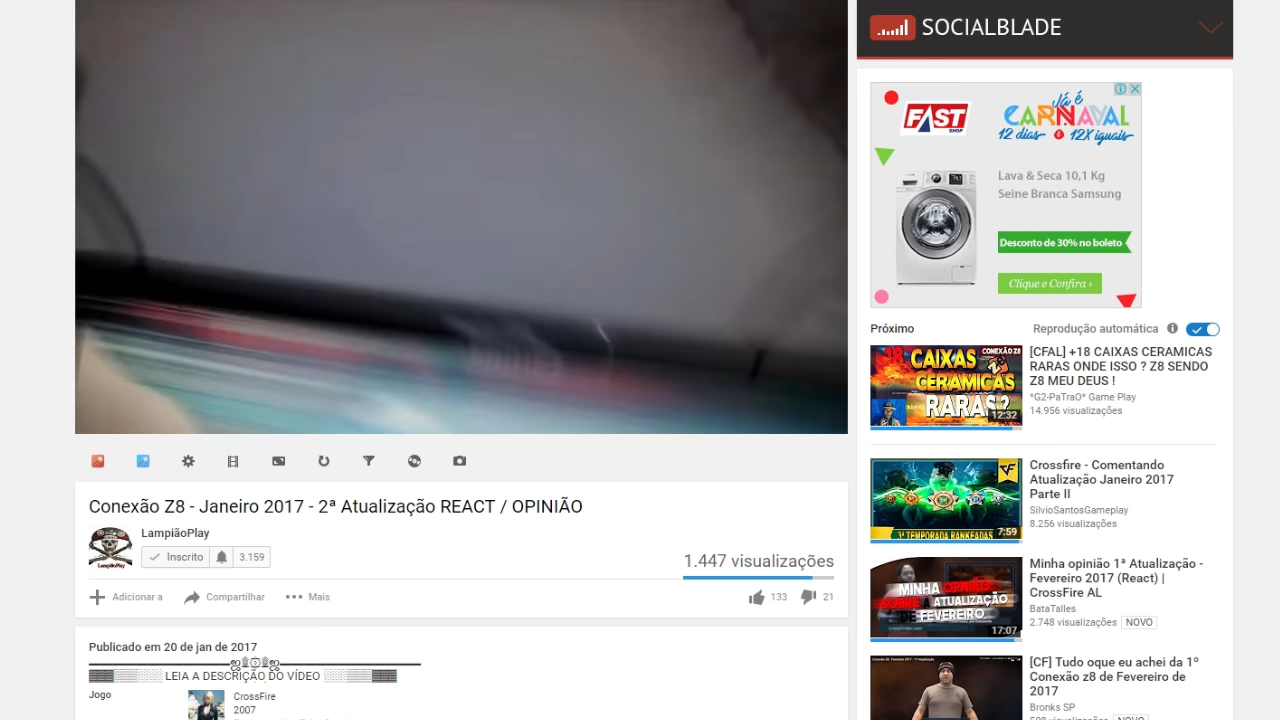 SOCIALBLADE
FAST
SHOP
Já é
CARNAVAL
12 dias e 12X iguais
Lava & Seca 10,1 Kg
Seine Branca Samsung
Desconto de 30% no boleto
Clique e Confira ›
Próximo
Reprodução automática
CONEXÃO Z8
+18 CAIXAS
CERAMICAS
RARAS?
12:32
[CFAL] +18 CAIXAS CERAMICAS
RARAS ONDE ISSO ? Z8 SENDO
Z8 MEU DEUS !
*G2-PaTraO* Game Play
14.956 visualizações
3ª TEMPORADA RANKEADAS
7:59
Crossfire - Comentando
Atualização Janeiro 2017
Parte II
SilvioSantosGameplay
8.256 visualizações
MINHA OPINIÃO
SOBRE A ATUALIZAÇÃO
DE FEVEREIRO
17:07
Minha opinião 1ª Atualização -
Fevereiro 2017 (React) |
CrossFire AL
BataTalles
2.748 visualizações NOVO
[CF] Tudo oque eu achei da 1º
Conexão z8 de Fevereiro de
2017
Bronks SP
Conexão Z8 - Janeiro 2017 - 2ª Atualização REACT / OPINIÃO
LampiãoPlay
LampiãoPlay
Inscrito 3.159
1.447 visualizações
Adicionar a Compartilhar Mais
133 21
Publicado em 20 de jan de 2017
LEIA A DESCRIÇÃO DO VÍDEO
Jogo
CrossFire
2007